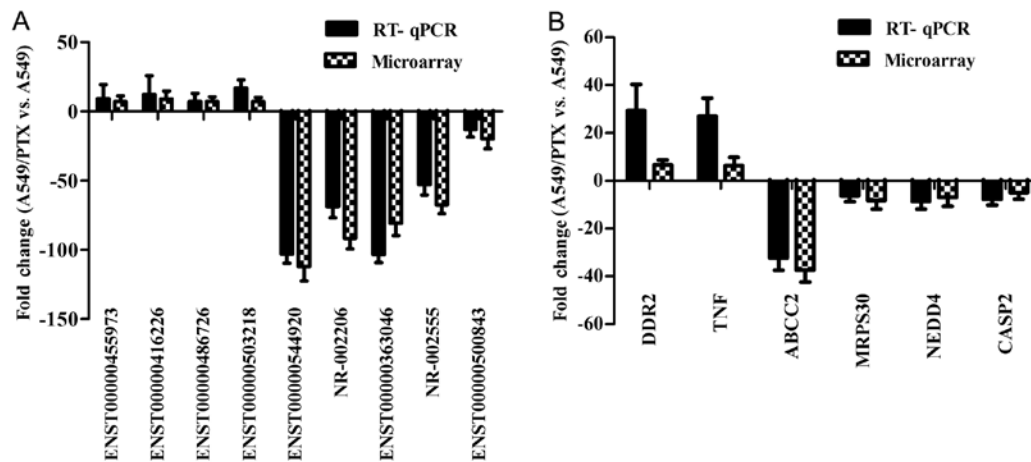 A
RT- qPCR
Microarray
Fold change (A549/PTX vs. A549)
50
0
-50
-100
-150
ENST00000455973
ENST00000416226
ENST00000486726
ENST00000503218
ENST00000544920
NR-002206
ENST00000363046
NR-002555
ENST00000500843
B
RT- qPCR
Microarray
Fold change (A549/PTX vs. A549)
60
40
20
0
-20
-40
-60
DDR2
TNF
ABCC2
MRPS30
NEDD4
CASP2